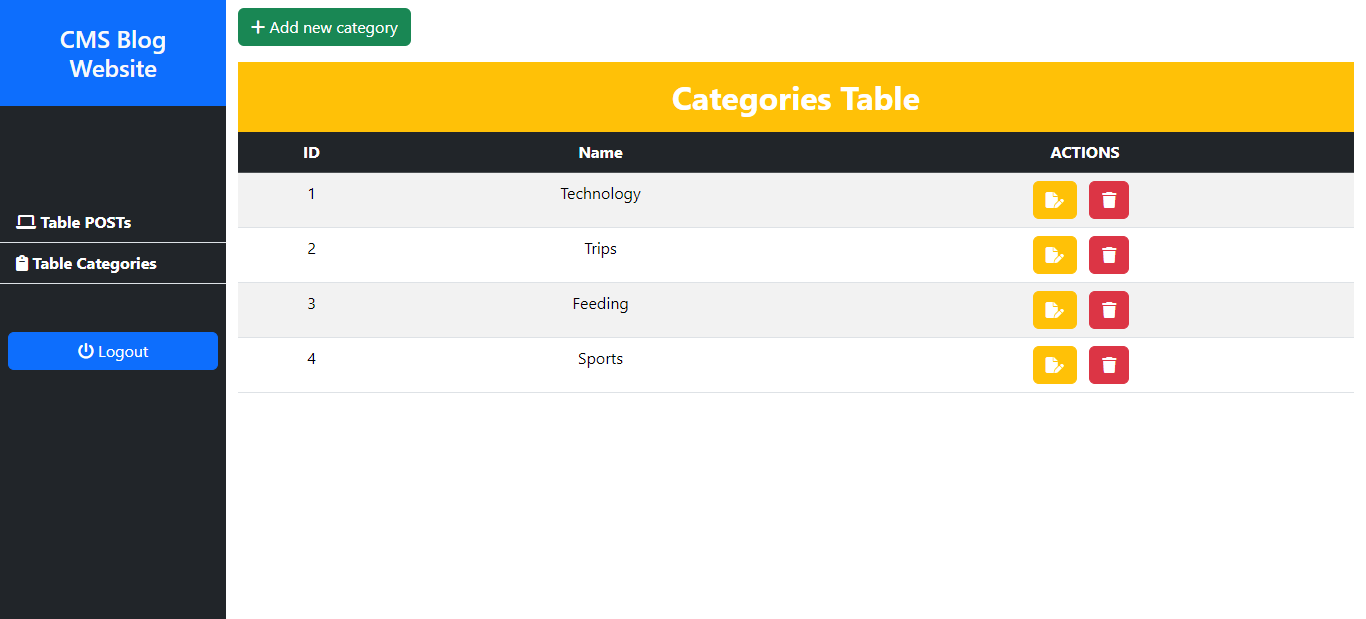 CMS Blog
Website
Table POSTs
Table Categories
Logout
Add new category
Categories Table
ID Name ACTIONS
1 Technology
2 Trips
3 Feeding
4 Sports